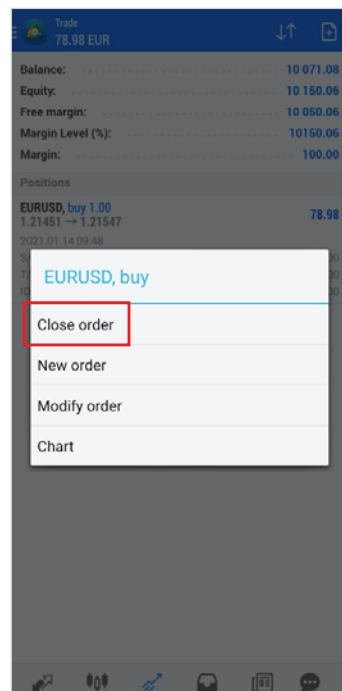 Trade
78.98 EUR
Balance: 10 071.08
Equity: 10 150.06
Free margin: 10 050.06
Margin Level (%): 10150.06
Margin: 100.00
Positions
EURUSD, buy 1.00
78.98
1.21451 → 1.21547
2021.01.14 09:48
EURUSD, buy
Close order
New order
Modify order
Chart